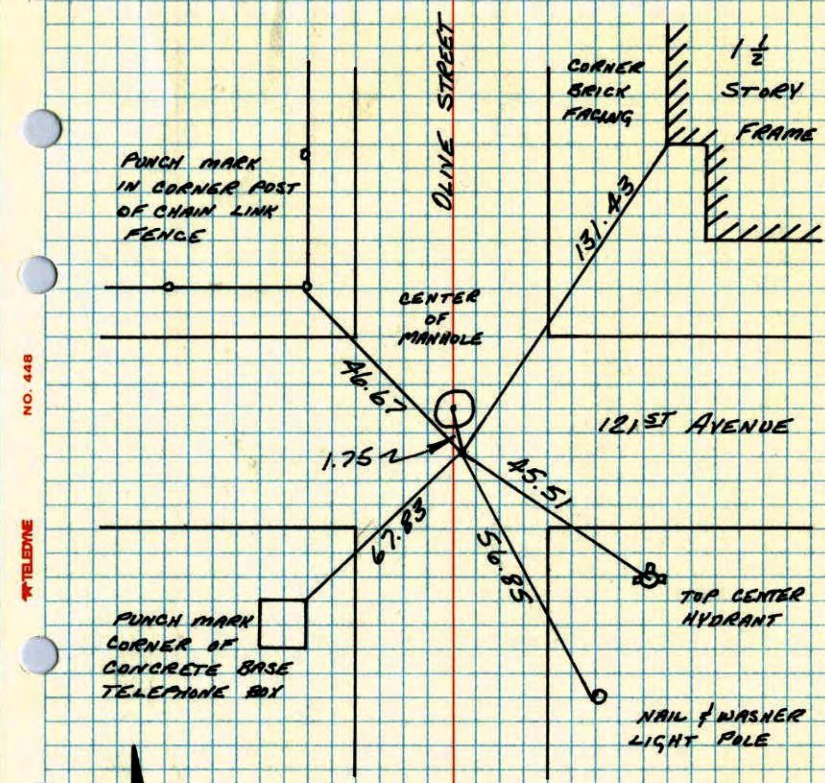 OLIVE STREET
CORNER
BRICK
FACING
1 1/2
STORY
FRAME
PUNCH MARK
IN CORNER POST
OF CHAIN LINK
FENCE
131.43
CENTER
OF
MANHOLE
46.67
NO. 448
121ST AVENUE
1.75
45.51
67.83
56.85
TELEDYNE
TOP CENTER
HYDRANT
PUNCH MARK
CORNER OF
CONCRETE BASE
TELEPHONE BOX
NAIL & WASHER
LIGHT POLE